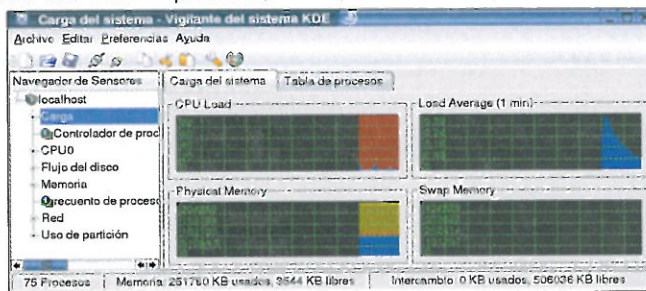 Carga del sistema - Vigilante del sistema KDE
Archivo Editar Preferencias Ayuda
Navegador de Sensores
Carga del sistema Tabla de procesos
localhost
Carga
Controlador de proc
CPU0
Flujo del disco
Memoria
recuento de proceso
Red
Uso de partición
CPU Load
Load Average (1 min)
Physical Memory
Swap Memory
75 Procesos Memoria: 251760 KB usados, 3544 KB libres Intercambio: 0 KB usados, 506036 KB libres